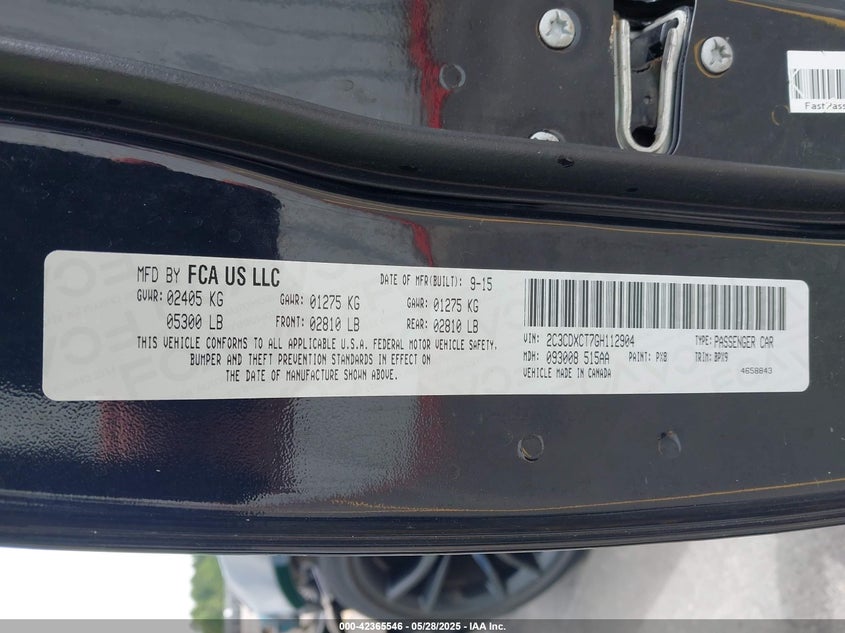 FastPass
MFD BY FCA US LLC
DATE OF MFR(BUILT): 9-15
GVWR: 02405 KG GAWR: 01275 KG GAWR: 01275 KG
05300 LB FRONT: 02810 LB REAR: 02810 LB
THIS VEHICLE CONFORMS TO ALL APPLICABLE U.S.A. FEDERAL MOTOR VEHICLE SAFETY,
BUMPER AND THEFT PREVENTION STANDARDS IN EFFECT ON
THE DATE OF MANUFACTURE SHOWN ABOVE.
VIN: 2C3CDXCT7GH112904 TYPE: PASSENGER CAR
MDH: 093008 515AA PAINT: PX8 TRIM: BPX9
VEHICLE MADE IN CANADA 4658843
000-42365546 - 05/28/2025 - IAA Inc.